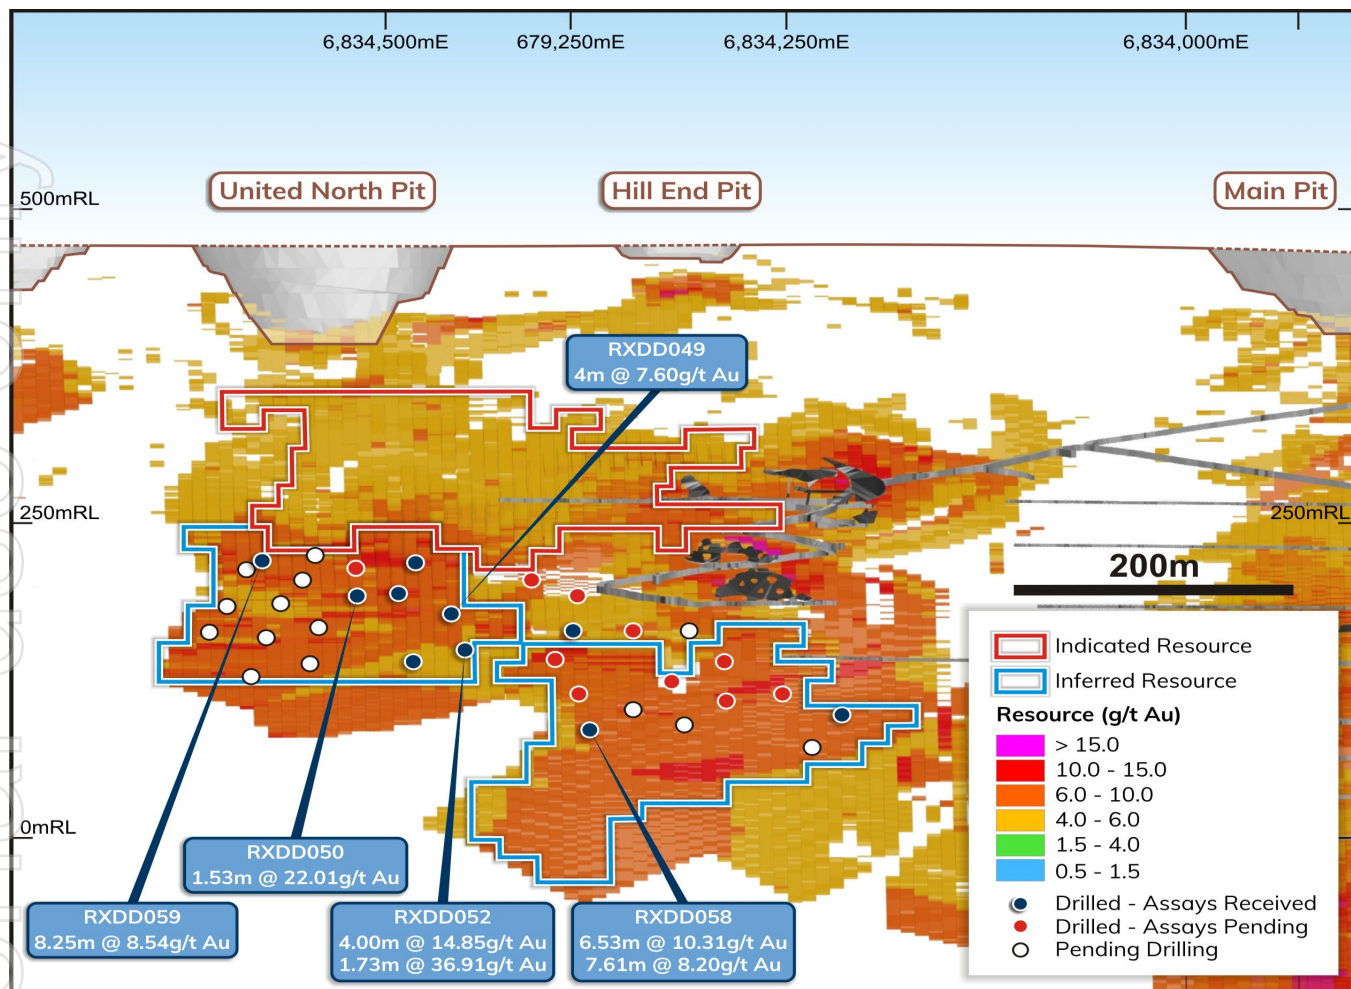 6,834,500mE
679,250mE
6,834,250mE
6,834,000mE
500mRL
United North Pit
Hill End Pit
Main Pit
RXDD049
4m @ 7.60g/t Au
250mRL
250mRL
200m
Indicated Resource
Inferred Resource
Resource (g/t Au)
> 15.0
10.0 - 15.0
6.0 - 10.0
4.0 - 6.0
1.5 - 4.0
0.5 - 1.5
Drilled - Assays Received
Drilled - Assays Pending
Pending Drilling
0mRL
RXDD050
1.53m @ 22.01g/t Au
RXDD059
8.25m @ 8.54g/t Au
RXDD052
4.00m @ 14.85g/t Au
1.73m @ 36.91g/t Au
RXDD058
6.53m @ 10.31g/t Au
7.61m @ 8.20g/t Au